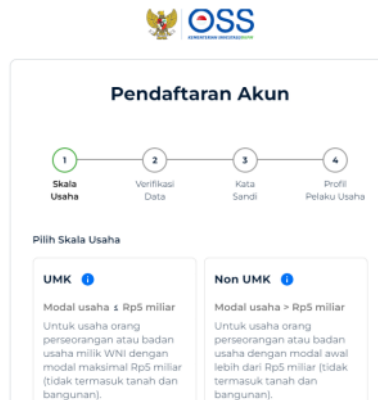 OSS
KEMENTERIAN INVESTASI/BKPM
Pendaftaran Akun
1 2 3 4
Skala Usaha Verifikasi Data Kata Sandi Profil Pelaku Usaha
Pilih Skala Usaha
UMK
Modal usaha ≤ Rp5 miliar
Untuk usaha orang
perseorangan atau badan
usaha milik WNI dengan
modal maksimal Rp5 miliar
(tidak termasuk tanah dan
bangunan).
Non UMK
Modal usaha > Rp5 miliar
Untuk usaha orang
perseorangan atau badan
usaha dengan modal awal
lebih dari Rp5 miliar (tidak
termasuk tanah dan
bangunan).